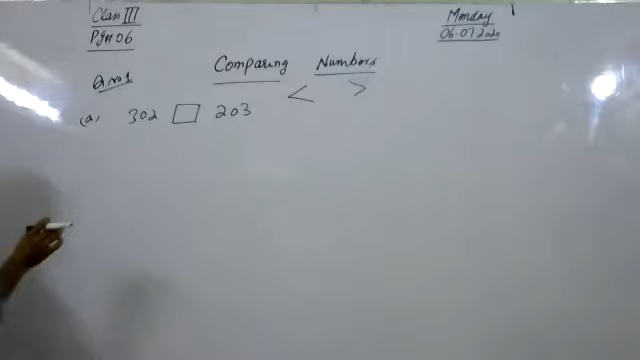 Class III
Pg# 06
Monday
06-07-2020
Comparing Numbers
Q no 1
< >
(a) 302 □ 203